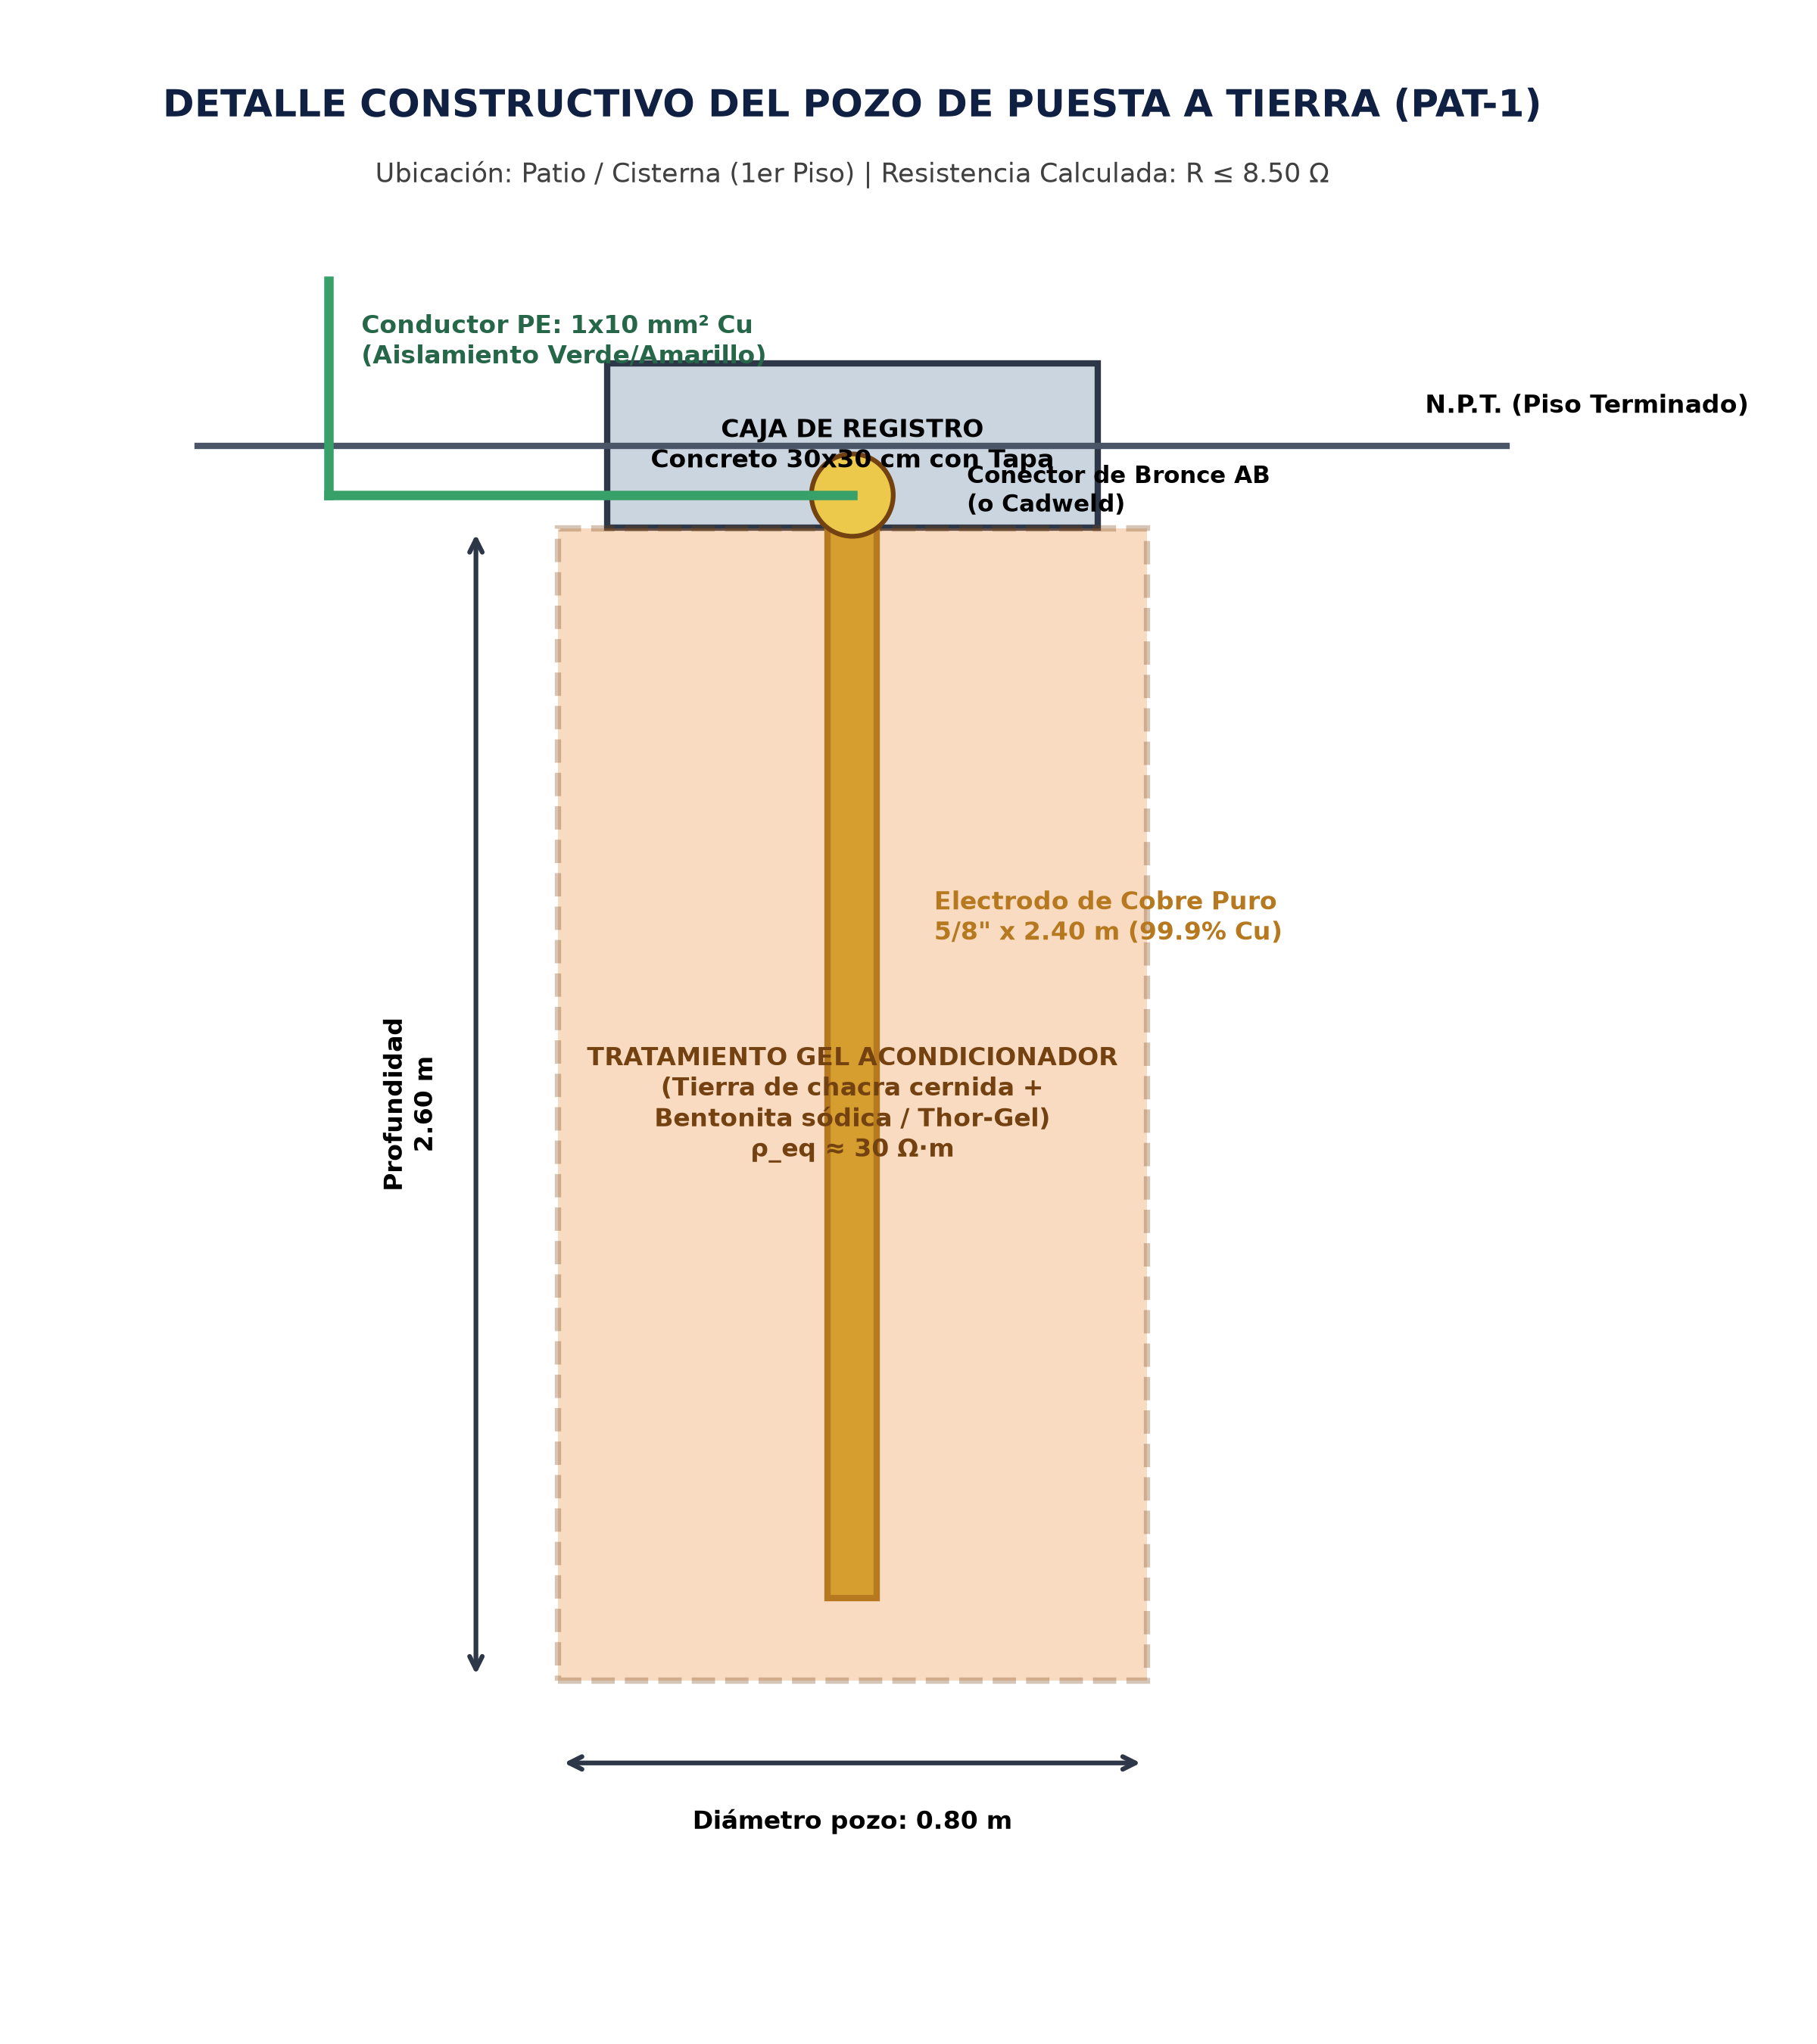 DETALLE CONSTRUCTIVO DEL POZO DE PUESTA A TIERRA (PAT-1)
Ubicación: Patio / Cisterna (1er Piso) | Resistencia Calculada: R ≤ 8.50 Ω
Conductor PE: 1x10 mm² Cu
(Aislamiento Verde/Amarillo)
N.P.T. (Piso Terminado)
CAJA DE REGISTRO
Concreto 30x30 cm con Tapa
Conector de Bronce AB
(o Cadweld)
Electrodo de Cobre Puro
5/8" x 2.40 m (99.9% Cu)
TRATAMIENTO GEL ACONDICIONADOR
(Tierra de chacra cernida +
Bentonita sódica / Thor-Gel)
ρ_eq ≈ 30 Ω·m
Profundidad
2.60 m
Diámetro pozo: 0.80 m